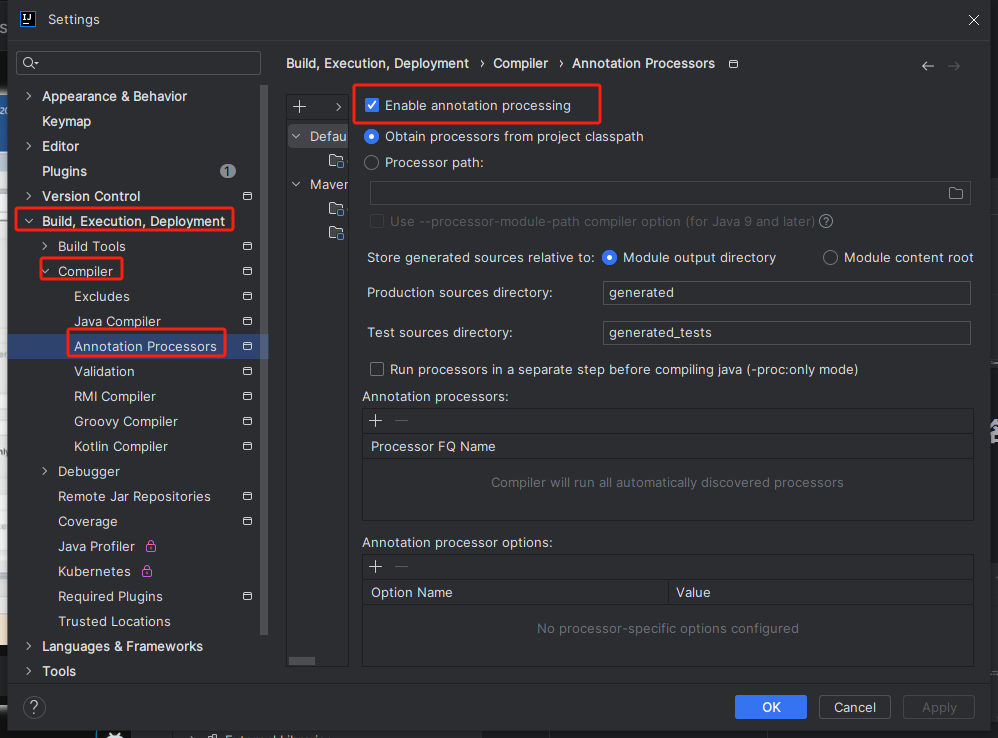 Settings
Build, Execution, Deployment › Compiler › Annotation Processors
Appearance & Behavior
Keymap
Editor
Plugins 1
Version Control
Build, Execution, Deployment
Build Tools
Compiler
Excludes
Java Compiler
Annotation Processors
Validation
RMI Compiler
Groovy Compiler
Kotlin Compiler
Debugger
Remote Jar Repositories
Coverage
Java Profiler
Kubernetes
Required Plugins
Trusted Locations
Languages & Frameworks
Tools
Defau
Maver
Enable annotation processing
Obtain processors from project classpath
Processor path:
Use --processor-module-path compiler option (for Java 9 and later) ?
Store generated sources relative to: Module output directory Module content root
Production sources directory: generated
Test sources directory: generated_tests
Run processors in a separate step before compiling java (-proc:only mode)
Annotation processors:
Processor FQ Name
Compiler will run all automatically discovered processors
Annotation processor options:
Option Name Value
No processor-specific options configured
? OK Cancel Apply